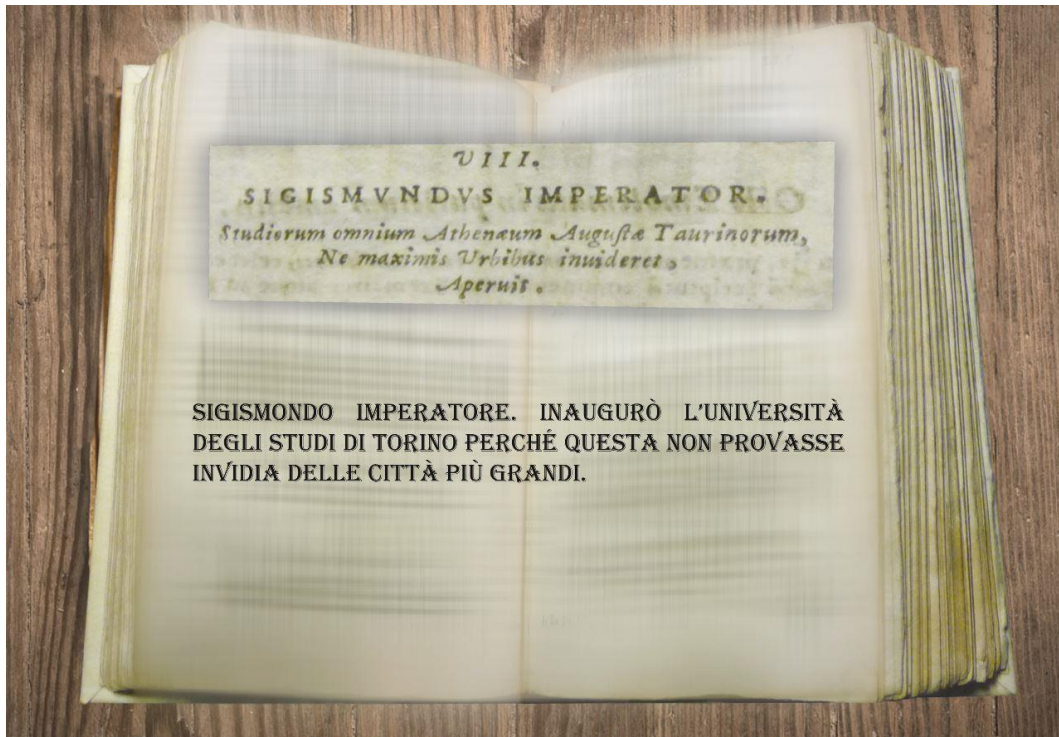 VIII.
SIGISMVNDVS IMPERATOR.
Studiorum omnium Athenæum Auguſtæ Taurinorum,
Ne maximis Vrbibus inuideret,
Aperuit.
SIGISMONDO IMPERATORE. INAUGURÒ L'UNIVERSITÀ
DEGLI STUDI DI TORINO PERCHÉ QUESTA NON PROVASSE
INVIDIA DELLE CITTÀ PIÙ GRANDI.